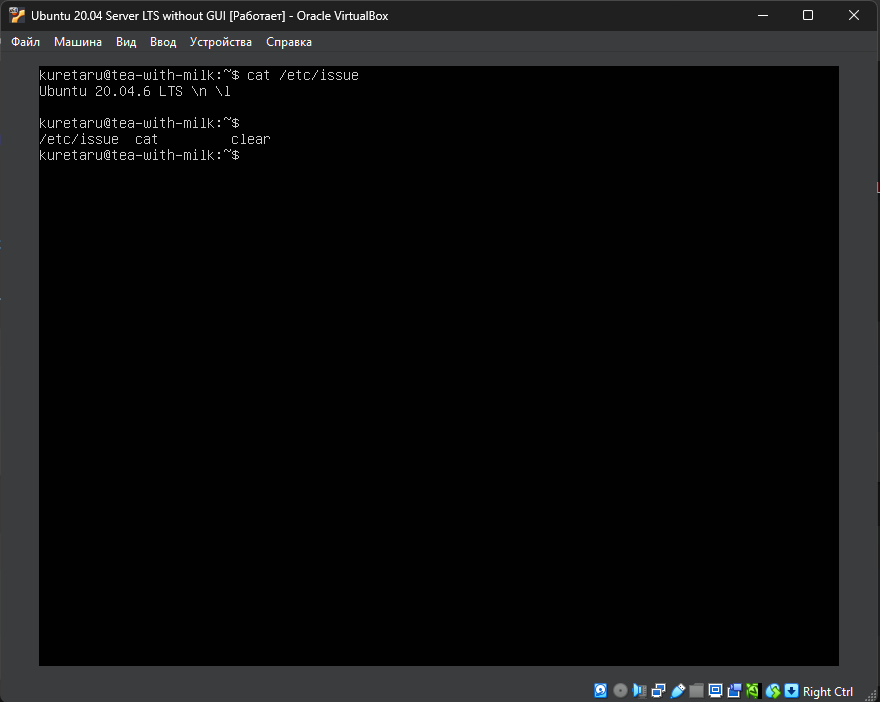 Ubuntu 20.04 Server LTS without GUI [Работает] - Oracle VirtualBox
Файл Машина Вид Ввод Устройства Справка
kuretaru@tea-with-milk:~$ cat /etc/issue
Ubuntu 20.04.6 LTS \n \l
kuretaru@tea-with-milk:~$
/etc/issue cat clear
kuretaru@tea-with-milk:~$
Right Ctrl